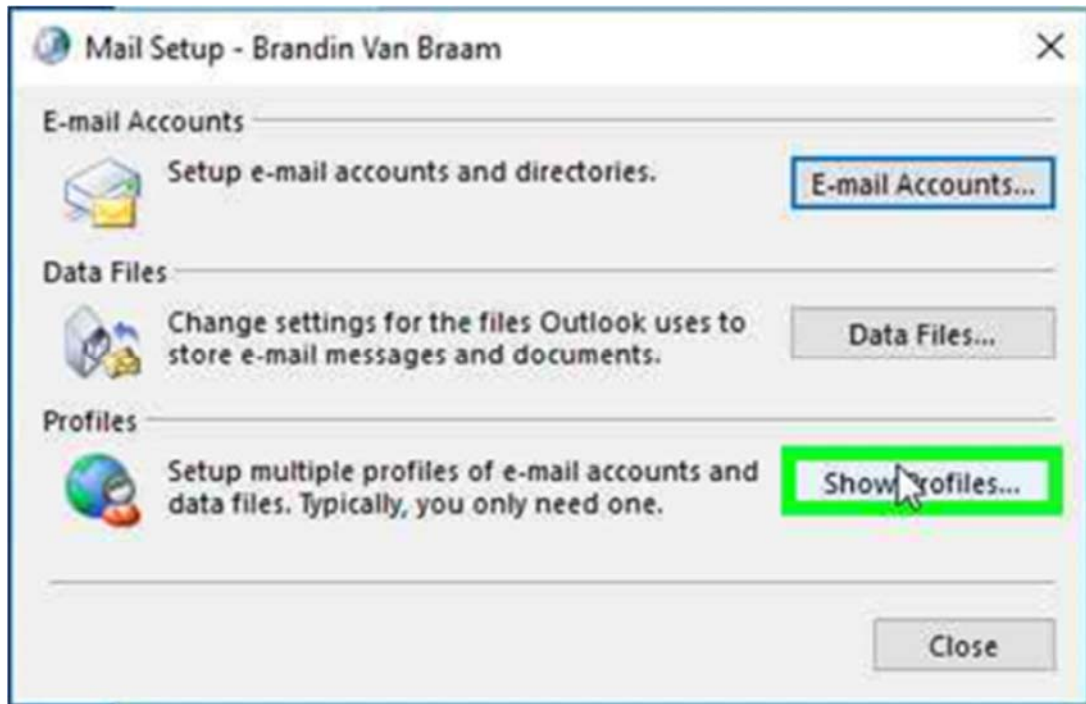 Mail Setup - Brandin Van Braam
E-mail Accounts
Setup e-mail accounts and directories.
E-mail Accounts...
Data Files
Change settings for the files Outlook uses to
store e-mail messages and documents.
Data Files...
Profiles
Setup multiple profiles of e-mail accounts and
data files. Typically, you only need one.
Show Profiles...
Close